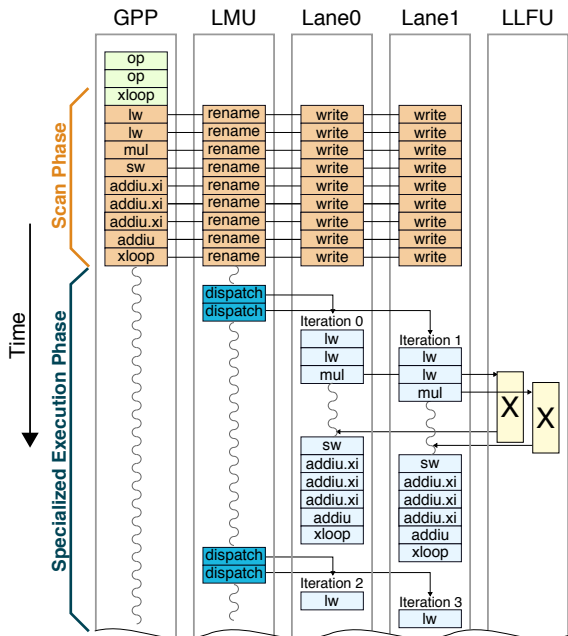 GPP LMU Lane0 Lane1 LLFU
op
op
xloop
lw rename write write
lw rename write write
mul rename write write
sw rename write write
addiu.xi rename write write
addiu.xi rename write write
addiu.xi rename write write
addiu rename write write
xloop rename write write
Scan Phase
Time
Specialized Execution Phase
dispatch
dispatch
Iteration 0
lw
lw
mul
sw
addiu.xi
addiu.xi
addiu.xi
addiu
xloop
Iteration 1
lw
lw
mul
sw
addiu.xi
addiu.xi
addiu.xi
addiu
xloop
X
X
dispatch
dispatch
Iteration 2
lw
Iteration 3
lw